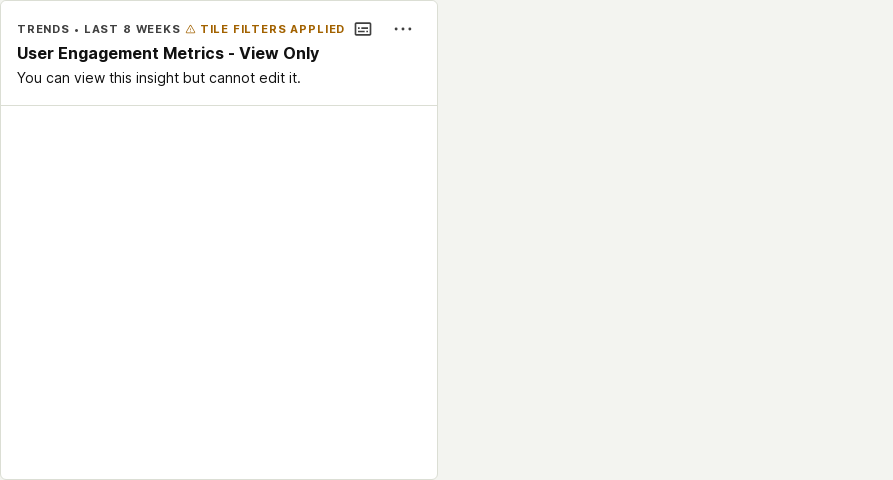 TRENDS • LAST 8 WEEKS TILE FILTERS APPLIED
User Engagement Metrics - View Only
You can view this insight but cannot edit it.